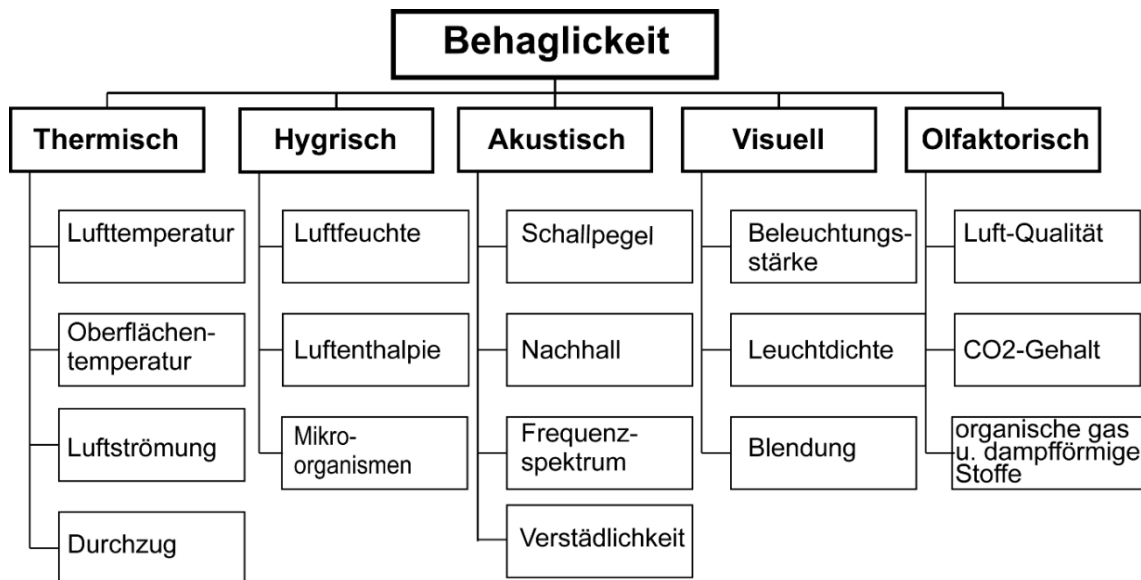 Behaglickeit
Thermisch
Hygrisch
Akustisch
Visuell
Olfaktorisch
Lufttemperatur
Oberflächen-
temperatur
Luftströmung
Durchzug
Luftfeuchte
Luftenthalpie
Mikro-
organismen
Schallpegel
Nachhall
Frequenz-
spektrum
Verstädlichkeit
Beleuchtungs-
stärke
Leuchtdichte
Blendung
Luft-Qualität
CO2-Gehalt
organische gas
u. dampfförmige
Stoffe